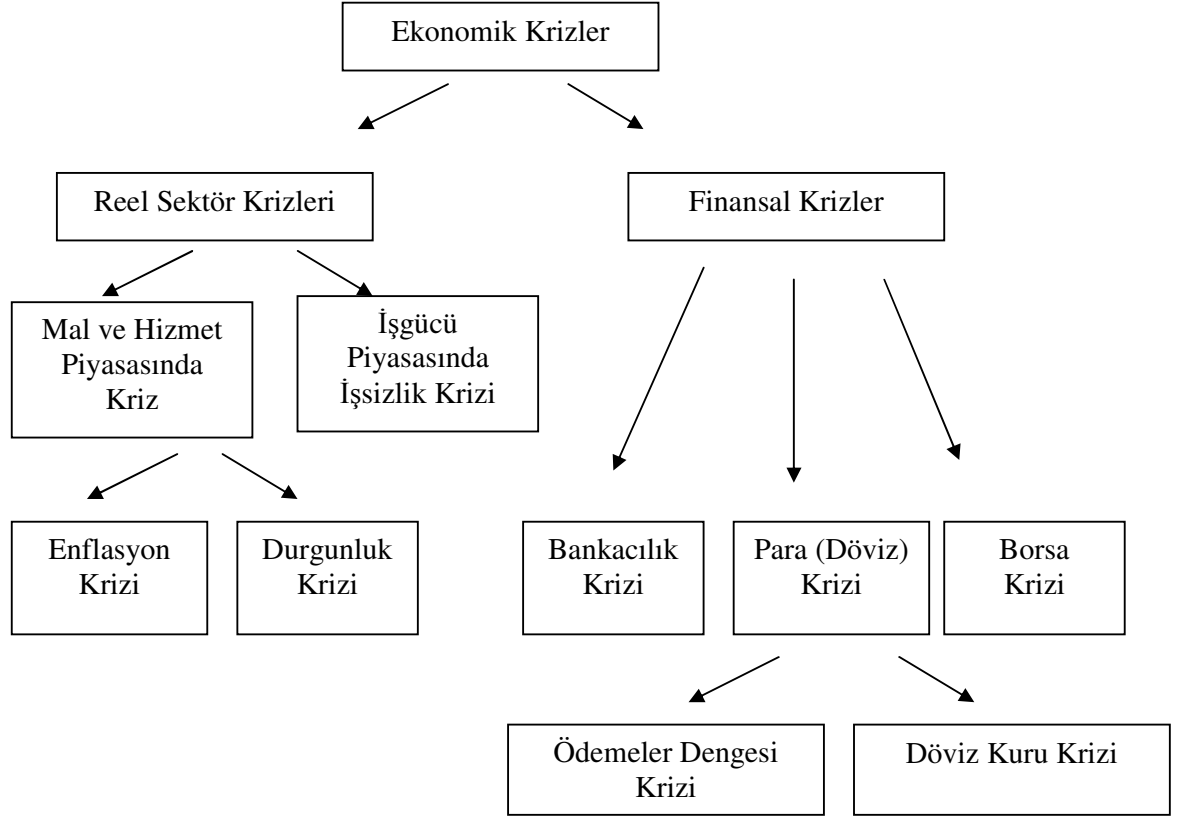 Ekonomik Krizler
Reel Sektör Krizleri
Finansal Krizler
Mal ve Hizmet
Piyasasında
Kriz
İşgücü
Piyasasında
İşsizlik Krizi
Enflasyon
Krizi
Durgunluk
Krizi
Bankacılık
Krizi
Para (Döviz)
Krizi
Borsa
Krizi
Ödemeler Dengesi
Krizi
Döviz Kuru Krizi